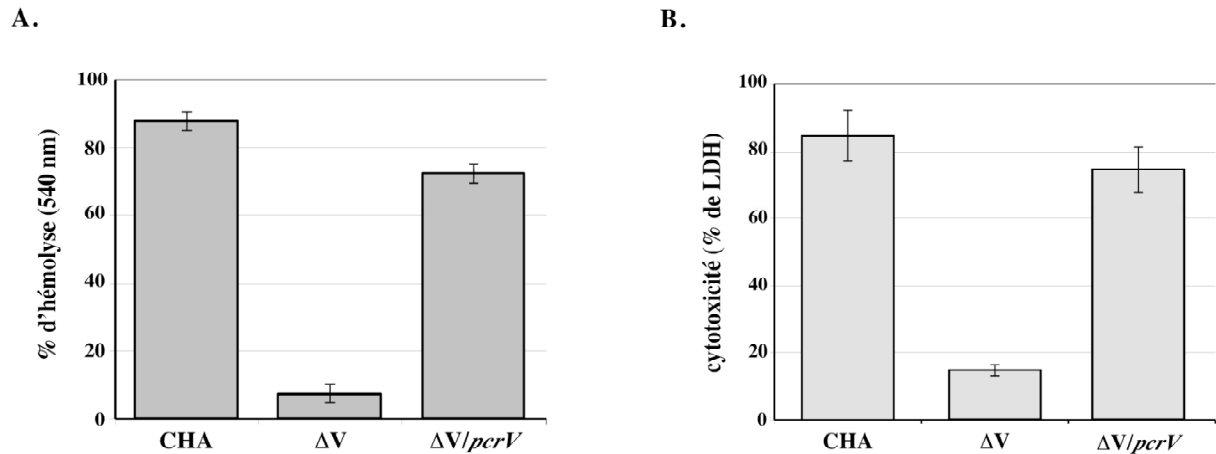 A.
% d'hémolyse (540 nm)
100
80
60
40
20
0
CHA
ΔV
ΔV/pcrV
B.
cytotoxicité (% de LDH)
100
80
60
40
20
0
CHA
ΔV
ΔV/pcrV